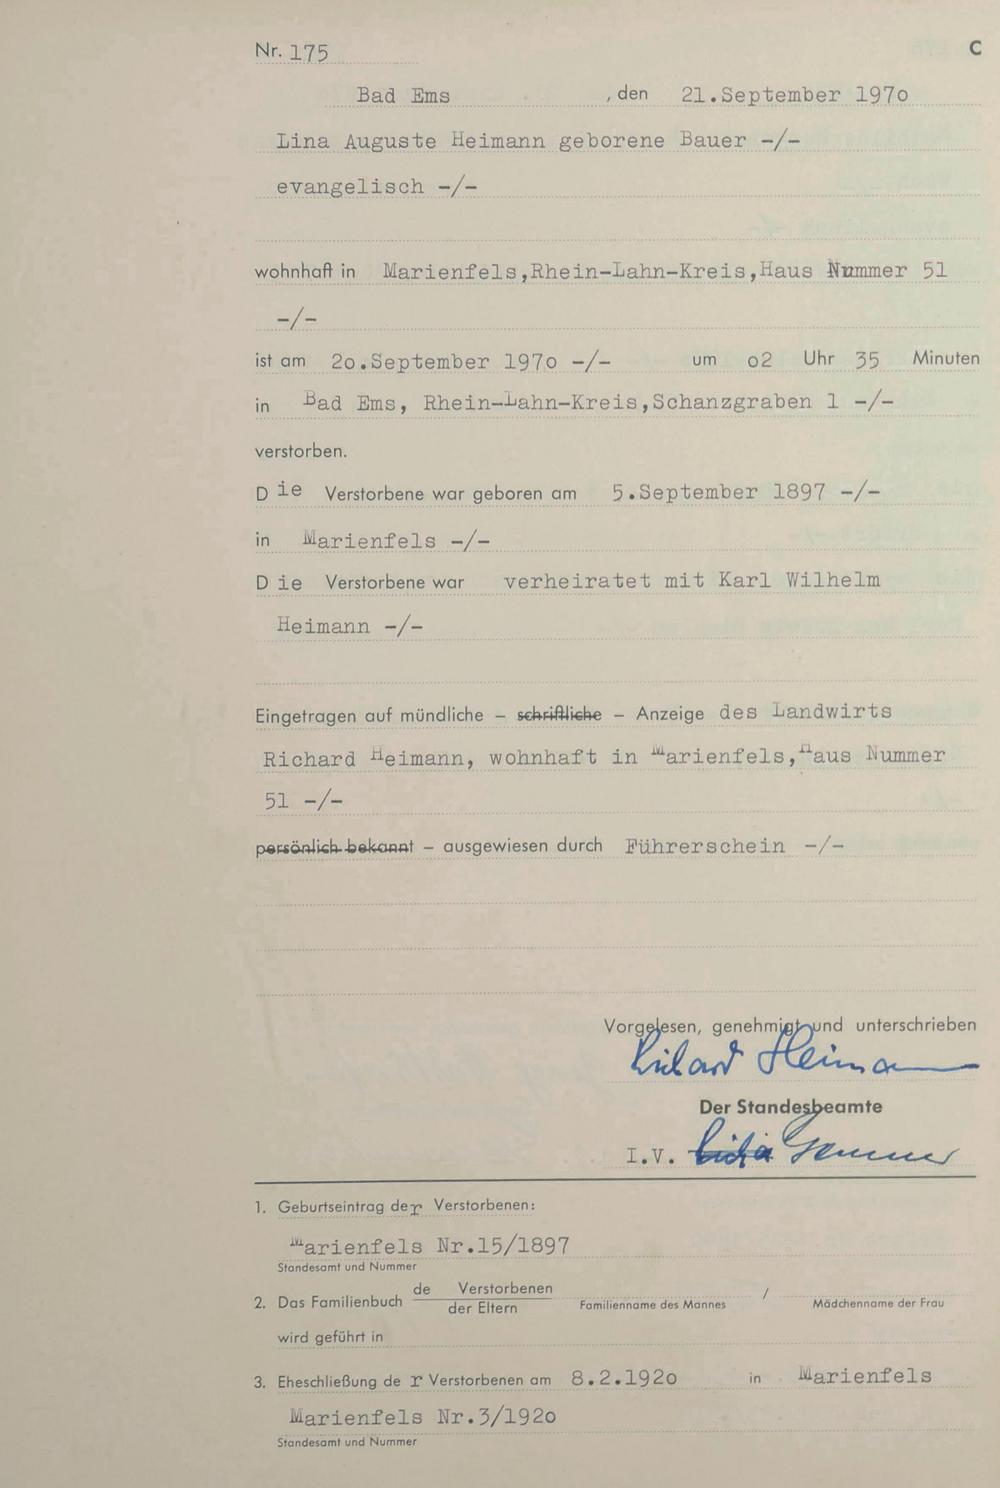 Nr. 175
C
Bad Ems , den 21.September 197o
Lina Auguste Heimann geborene Bauer -/-
evangelisch -/-
wohnhaft in Marienfels,Rhein-Lahn-Kreis,Haus Nummer 51
-/-
ist am 2o.September 197o -/- um o2 Uhr 35 Minuten
in Bad Ems, Rhein-Lahn-Kreis,Schanzgraben 1 -/-
verstorben.
Die Verstorbene war geboren am 5.September 1897 -/-
in Marienfels -/-
Die Verstorbene war verheiratet mit Karl Wilhelm
Heimann -/-
Eingetragen auf mündliche – schriftliche – Anzeige des Landwirts
Richard Heimann, wohnhaft in Marienfels,Haus Nummer
51 -/-
persönlich bekannt – ausgewiesen durch Führerschein -/-
Vorgelesen, genehmigt und unterschrieben
Richard Heimann
Der Standesbeamte
I.V.
1. Geburtseintrag der Verstorbenen:
Marienfels Nr.15/1897
Standesamt und Nummer
2. Das Familienbuch de Verstorbenen / der Eltern Familienname des Mannes / Mädchenname der Frau
wird geführt in
3. Eheschließung der Verstorbenen am 8.2.192o in Marienfels
Marienfels Nr.3/192o
Standesamt und Nummer